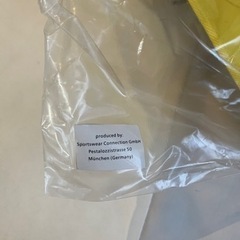 produced by:
Sportswear Connection GmbH
Pestalozzistrasse 50
München (Germany)